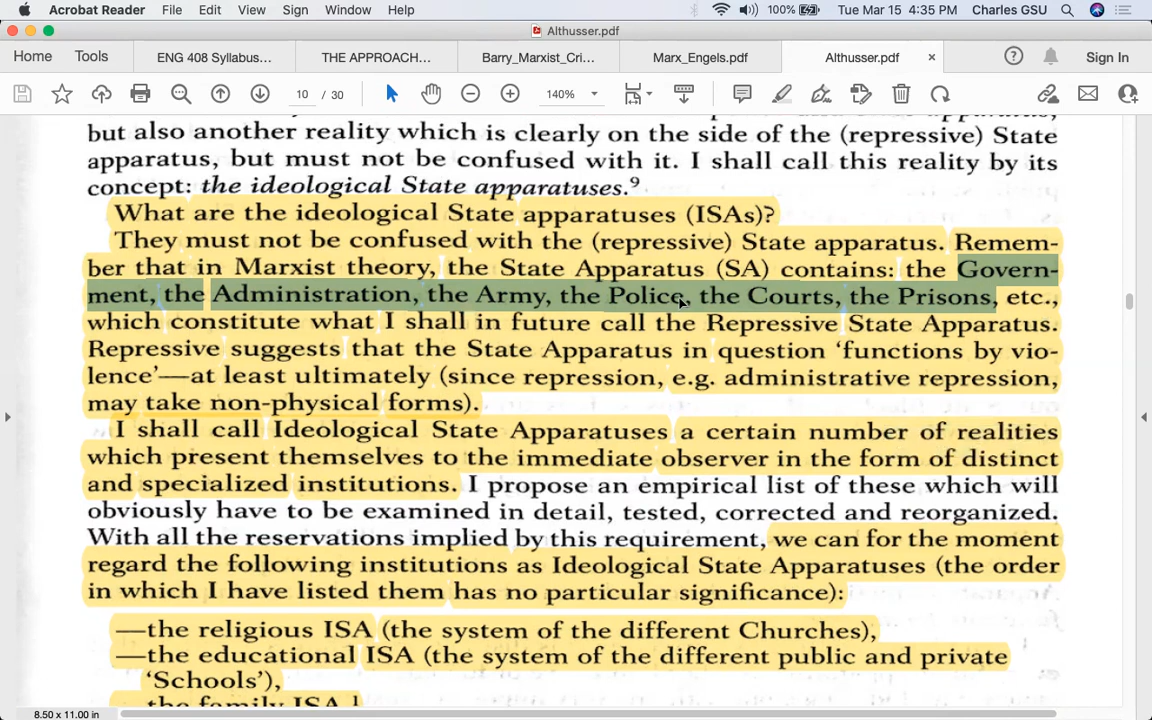 Acrobat Reader File Edit View Sign Window Help 100% Tue Mar 15 4:35 PM Charles GSU
Althusser.pdf
Home Tools ENG 408 Syllabus... THE APPROACH... Barry_Marxist_Cri... Marx_Engels.pdf Althusser.pdf × ? Sign In
10 / 30 140%
but also another reality which is clearly on the side of the (repressive) State
apparatus, but must not be confused with it. I shall call this reality by its
concept: the ideological State apparatuses.⁹
What are the ideological State apparatuses (ISAs)?
They must not be confused with the (repressive) State apparatus. Remem-
ber that in Marxist theory, the State Apparatus (SA) contains: the Govern-
ment, the Administration, the Army, the Police, the Courts, the Prisons, etc.,
which constitute what I shall in future call the Repressive State Apparatus.
Repressive suggests that the State Apparatus in question ‘functions by vio-
lence’—at least ultimately (since repression, e.g. administrative repression,
may take non-physical forms).
I shall call Ideological State Apparatuses a certain number of realities
which present themselves to the immediate observer in the form of distinct
and specialized institutions. I propose an empirical list of these which will
obviously have to be examined in detail, tested, corrected and reorganized.
With all the reservations implied by this requirement, we can for the moment
regard the following institutions as Ideological State Apparatuses (the order
in which I have listed them has no particular significance):
—the religious ISA (the system of the different Churches),
—the educational ISA (the system of the different public and private
‘Schools’),
the family ISA,
8.50 x 11.00 in